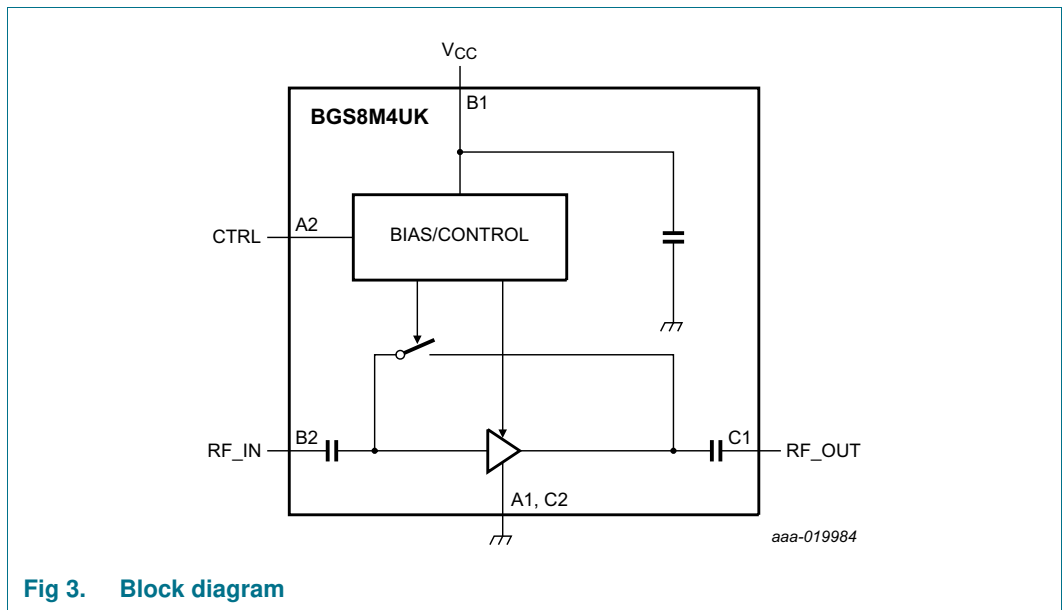 VCC
B1
BGS8M4UK
CTRL
A2
BIAS/CONTROL
RF_IN
B2
C1
RF_OUT
A1, C2
aaa-019984
Fig 3. Block diagram